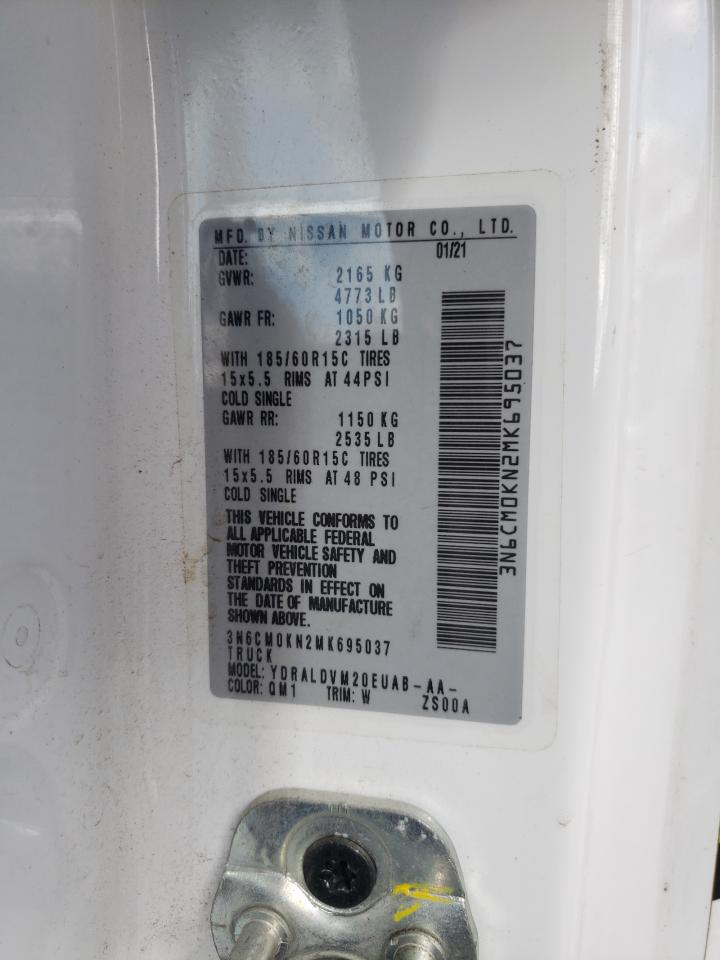 MFD. BY NISSAN MOTOR CO., LTD.
DATE: 01/21
GVWR: 2165 KG
4773 LB
GAWR FR: 1050 KG
2315 LB
WITH 185/60R15C TIRES
15x5.5 RIMS AT 44PSI
COLD SINGLE
GAWR RR: 1150 KG
2535 LB
WITH 185/60R15C TIRES
15x5.5 RIMS AT 48 PSI
COLD SINGLE
THIS VEHICLE CONFORMS TO
ALL APPLICABLE FEDERAL
MOTOR VEHICLE SAFETY AND
THEFT PREVENTION
STANDARDS IN EFFECT ON
THE DATE OF MANUFACTURE
SHOWN ABOVE.
3N6CM0KN2MK695037
TRUCK
MODEL: YDRALDVM20EUAB-AA-
ZS00A
COLOR: QM1 TRIM: W
3N6CM0KN2MK695037